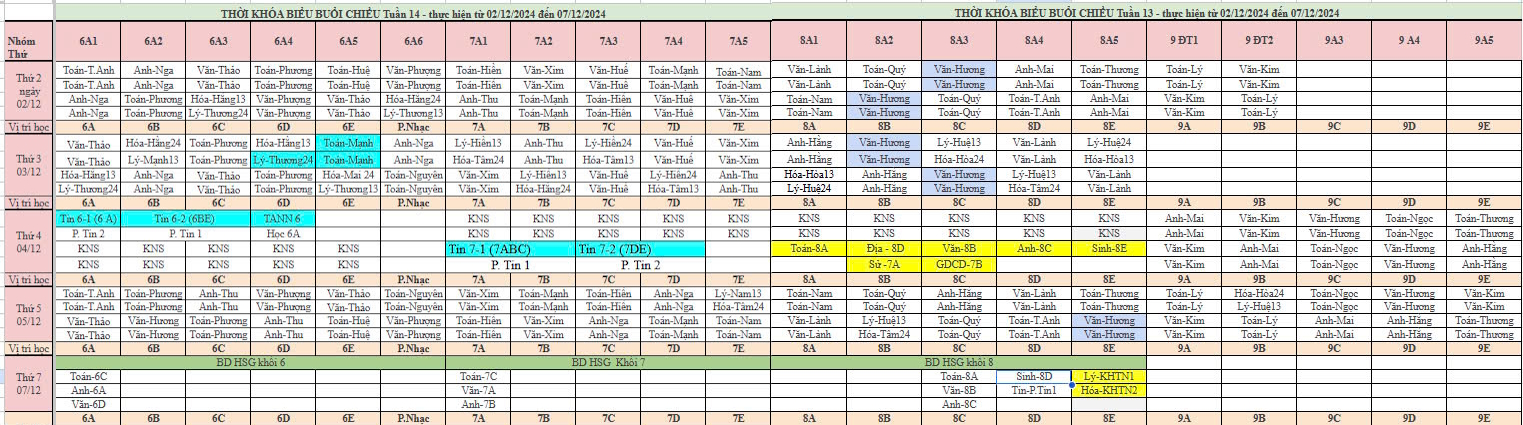 THỜI KHÓA BIỂU BUỔI CHIỀU Tuần 14 - thực hiện từ 02/12/2024 đến 07/12/2024 THỜI KHÓA BIỂU BUỔI CHIỀU Tuần 13 - thực hiện từ 02/12/2024 đến 07/12/2024
Nhóm Thứ 6A1 6A2 6A3 6A4 6A5 6A6 7A1 7A2 7A3 7A4 7A5 8A1 8A2 8A3 8A4 8A5 9 ĐT1 9 ĐT2 9A3 9 A4 9A5
Thứ 2 ngày 02/12
Toán-T.Anh Anh-Nga Văn-Thảo Toán-Phương Toán-Huệ Văn-Phượng Toán-Hiền Văn-Xim Văn-Huế Toán-Mạnh Toán-Nam Văn-Lành Toán-Quý Văn-Hương Anh-Mai Toán-Thương Toán-Lý Văn-Kim
Toán-T.Anh Anh-Nga Văn-Thảo Toán-Phương Toán-Huệ Văn-Phượng Toán-Hiên Văn-Xim Văn-Huế Toán-Mạnh Toán-Nam Văn-Lành Toán-Quý Văn-Hương Anh-Mai Toán-Thương Toán-Lý Văn-Kim
Anh-Nga Toán-Phương Hóa-Hằng13 Văn-Phượng Văn-Thảo Hóa-Hằng24 Anh-Thu Toán-Mạnh Toán-Hiên Văn-Huế Văn-Xim Toán-Nam Văn-Hương Toán-Quý Toán-T.Anh Anh-Mai Văn-Kim Toán-Lý
Anh-Nga Toán-Phương Lý-Thương24 Văn-Phượng Văn-Thảo Lý-Thương13 Anh-Thu Toán-Mạnh Toán-Hiên Văn-Huế Văn-Xim Toán-Nam Văn-Hương Toán-Quý Toán-T.Anh Anh-Mai Văn-Kim Toán-Lý
Vị trí học 6A 6B 6C 6D 6E P.Nhạc 7A 7B 7C 7D 7E 8A 8B 8C 8D 8E 9A 9B 9C 9D 9E
Thứ 3 03/12
Văn-Thảo Hóa-Hằng24 Toán-Phương Hóa-Hằng13 Toán-Mạnh Anh-Nga Lý-Hiền13 Anh-Thu Lý-Hiền24 Văn-Huế Văn-Xim Anh-Hằng Văn-Hương Lý-Huệ13 Văn-Lành Lý-Huệ24
Văn-Thảo Lý-Mạnh13 Toán-Phương Lý-Thương24 Toán-Mạnh Anh-Nga Hóa-Tâm24 Anh-Thu Hóa-Tâm13 Văn-Huế Văn-Xim Anh-Hằng Văn-Hương Hóa-Hòa24 Văn-Lành Hóa-Hòa13
Hóa-Hằng13 Anh-Nga Văn-Thảo Toán-Phương Hóa-Mai 24 Toán-Nguyên Văn-Xim Lý-Hiền13 Văn-Huế Lý-Hiền24 Anh-Thu Hóa-Hòa13 Anh-Hằng Văn-Hương Lý-Huệ13 Văn-Lành
Lý-Thương24 Anh-Nga Văn-Thảo Toán-Phương Lý-Thương13 Toán-Nguyên Văn-Xim Hóa-Hằng24 Văn-Huế Hóa-Tâm13 Anh-Thu Lý-Huệ24 Anh-Hằng Văn-Hương Hóa-Tâm24 Văn-Lành
Vị trí học 6A 6B 6C 6D 6E P.Nhạc 7A 7B 7C 7D 7E 8A 8B 8C 8D 8E 9A 9B 9C 9D 9E
Thứ 4 04/12
Tin 6-1 (6 A) Tin 6-2 (6BE) TANN 6 KNS KNS KNS KNS KNS KNS KNS KNS KNS KNS Anh-Mai Văn-Kim Văn-Hương Toán-Ngọc Toán-Thương
P. Tin 2 P. Tin 1 Học 6A KNS KNS KNS KNS KNS KNS KNS KNS KNS KNS Anh-Mai Văn-Kim Văn-Hương Toán-Ngọc Toán-Thương
KNS KNS KNS KNS KNS Tin 7-1 (7ABC) Tin 7-2 (7DE) Toán-8A Địa - 8D Văn-8B Anh-8C Sinh-8E Văn-Kim Anh-Mai Toán-Ngọc Văn-Hương Anh-Hằng
KNS KNS KNS KNS KNS P. Tin 1 P. Tin 2 Sử -7A GDCD-7B Văn-Kim Anh-Mai Toán-Ngọc Văn-Hương Anh-Hằng
Vị trí học 6A 6B 6C 6D 6E P.Nhạc 7A 7B 7C 7D 7E 8A 8B 8C 8D 8E 9A 9B 9C 9D 9E
Thứ 5 05/12
Toán-T.Anh Toán-Phương Anh-Thu Văn-Phượng Văn-Thảo Toán-Nguyên Văn-Xim Toán-Mạnh Toán-Hiên Anh-Nga Lý-Nam13 Toán-Nam Toán-Quý Anh-Hằng Văn-Lành Toán-Thương Toán-Lý Hóa-Hòa24 Toán-Ngọc Văn-Hương Văn-Kim
Toán-T.Anh Toán-Phương Anh-Thu Văn-Phượng Văn-Thảo Toán-Nguyên Văn-Xim Toán-Mạnh Toán-Hiên Anh-Nga Hóa-Tâm24 Toán-Nam Toán-Quý Anh-Hằng Văn-Lành Toán-Thương Toán-Lý Lý-Huệ13 Toán-Ngọc Văn-Hương Văn-Kim
Văn-Thảo Văn-Hương Toán-Phương Anh-Thu Toán-Huệ Văn-Phượng Toán-Hiên Văn-Xim Anh-Nga Toán-Mạnh Toán-Nam Văn-Lành Lý-Huệ13 Toán-Quý Toán-T.Anh Văn-Hương Văn-Kim Toán-Lý Anh-Mai Anh-Hằng Toán-Thương
Văn-Thảo Văn-Hương Toán-Phương Anh-Thu Toán-Huệ Văn-Phượng Toán-Hiên Văn-Xim Anh-Nga Toán-Mạnh Toán-Nam Văn-Lành Hóa-Tâm24 Toán-Quý Toán-T.Anh Văn-Hương Văn-Kim Toán-Lý Anh-Mai Anh-Hằng Toán-Thương
Vị trí học 6A 6B 6C 6D 6E P.Nhạc 7A 7B 7C 7D 7E 8A 8B 8C 8D 8E 9A 9B 9C 9D 9E
Thứ 7 07/12
BD HSG khối 6 BD HSG Khối 7 BD HSG khối 8
Toán-6C Toán-7C Toán-8A Sinh-8D Lý-KHTN1
Anh-6A Văn-7A Văn-8B Tin-P.Tin1 Hóa-KHTN2
Văn-6D Anh-7B Anh-8C
6A 6B 6C 6D 6E P.Nhạc 7A 7B 7C 7D 7E 8A 8B 8C 8D 8E 9A 9B 9C 9D 9E